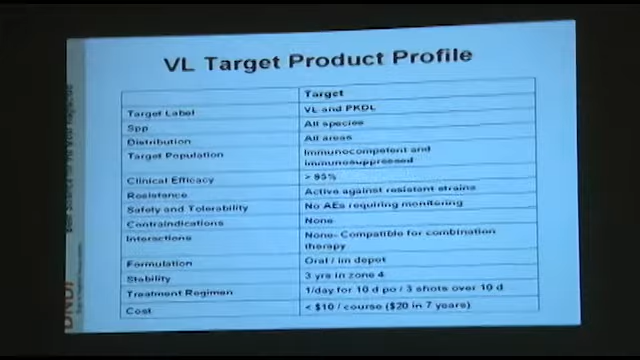 VL Target Product Profile
Target
Target Label VL and PKDL
Spp All species
Distribution All areas
Target Population Immunocompetent and
immunosuppressed
Clinical Efficacy > 95%
Resistance Active against resistant strains
Safety and Tolerability No AEs requiring monitoring
Contraindications None
Interactions None- Compatible for combination
therapy
Formulation Oral / im depot
Stability 3 yrs in zone 4
Treatment Regimen 1/day for 10 d po / 3 shots over 10 d
Cost < $10 / course ($20 in 7 years)
DNDi